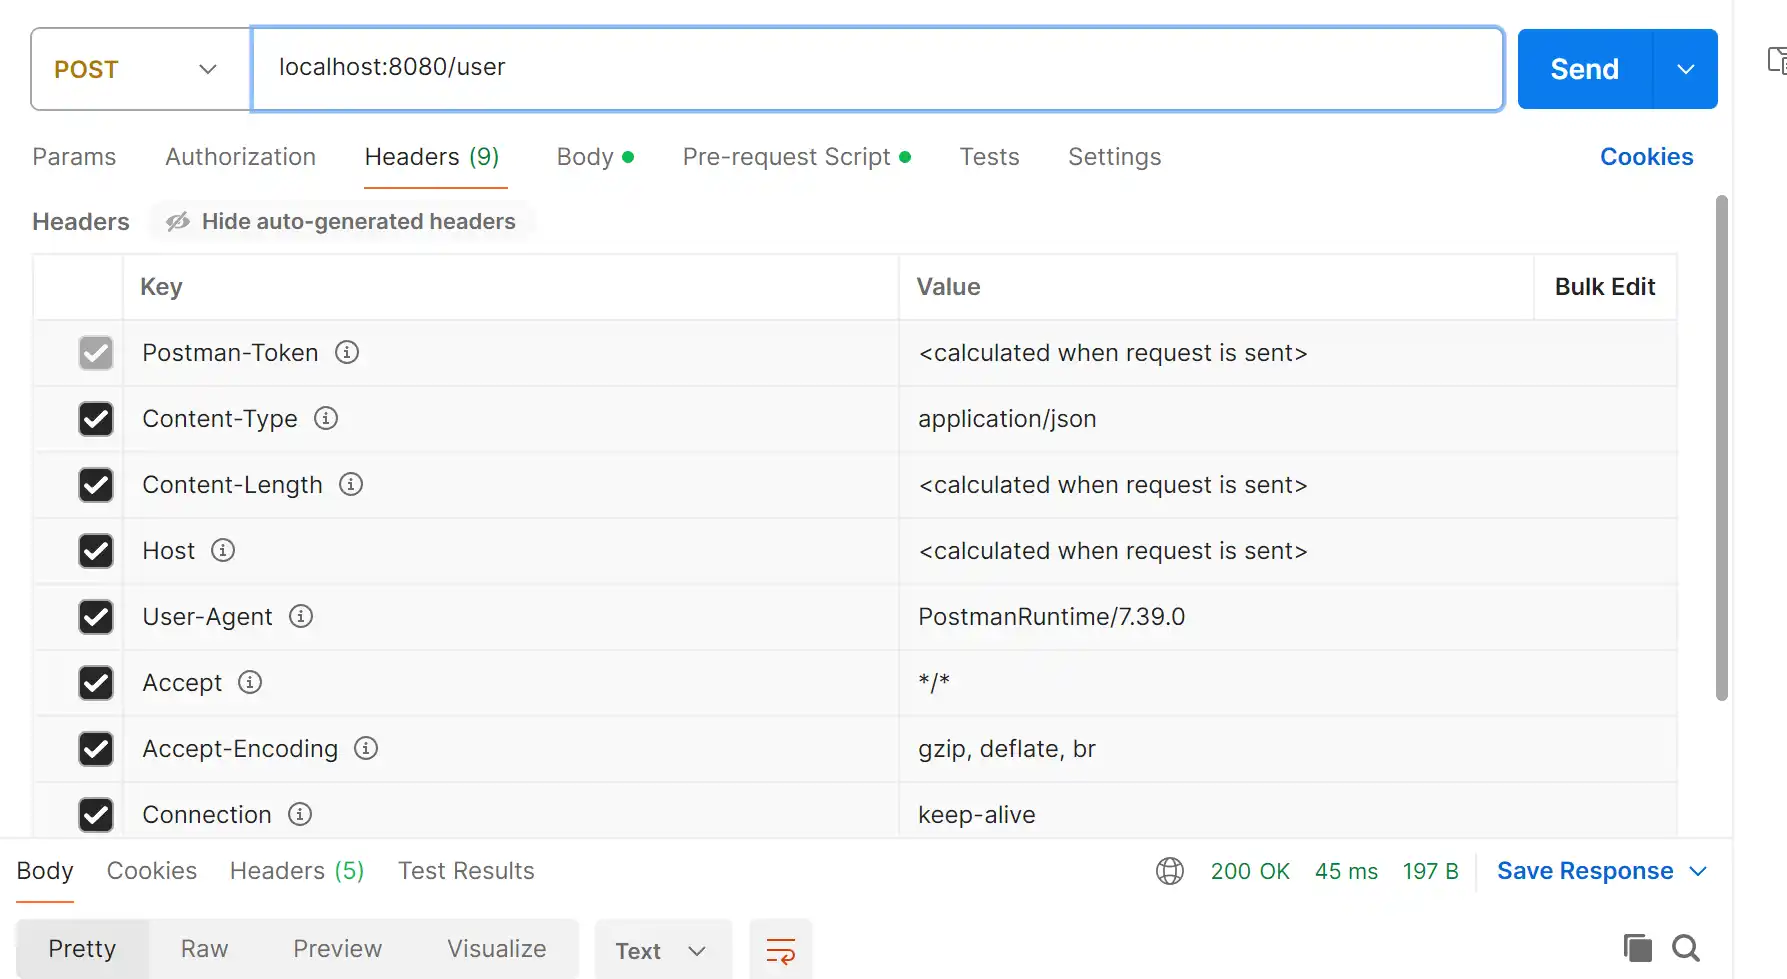 POST localhost:8080/user Send
Params Authorization Headers (9) Body Pre-request Script Tests Settings Cookies
Headers Hide auto-generated headers
Key Value Bulk Edit
Postman-Token <calculated when request is sent>
Content-Type application/json
Content-Length <calculated when request is sent>
Host <calculated when request is sent>
User-Agent PostmanRuntime/7.39.0
Accept */*
Accept-Encoding gzip, deflate, br
Connection keep-alive
Body Cookies Headers (5) Test Results 200 OK 45 ms 197 B Save Response
Pretty Raw Preview Visualize Text